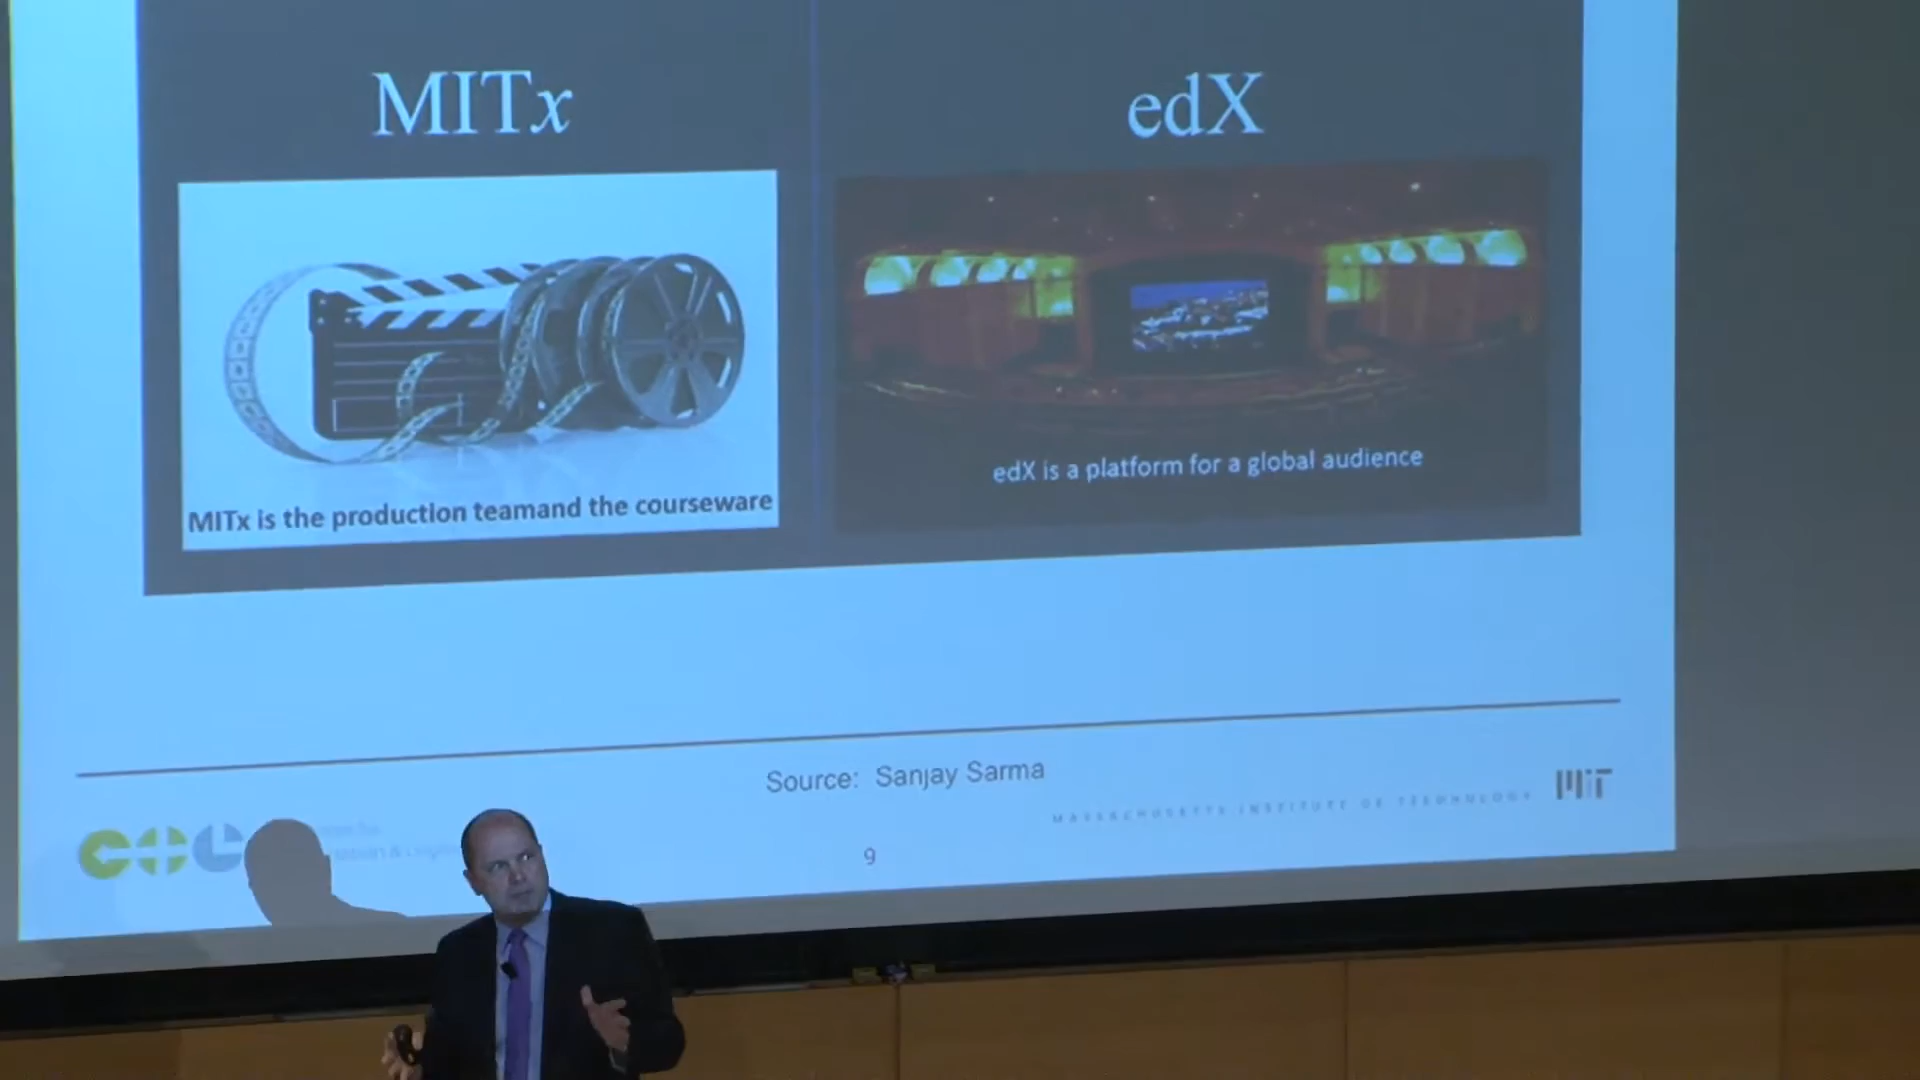 MITx
edX
MITx is the production teamand the courseware
edX is a platform for a global audience
Source: Sanjay Sarma
MASSACHUSETTS INSTITUTE OF TECHNOLOGY
MIT
9